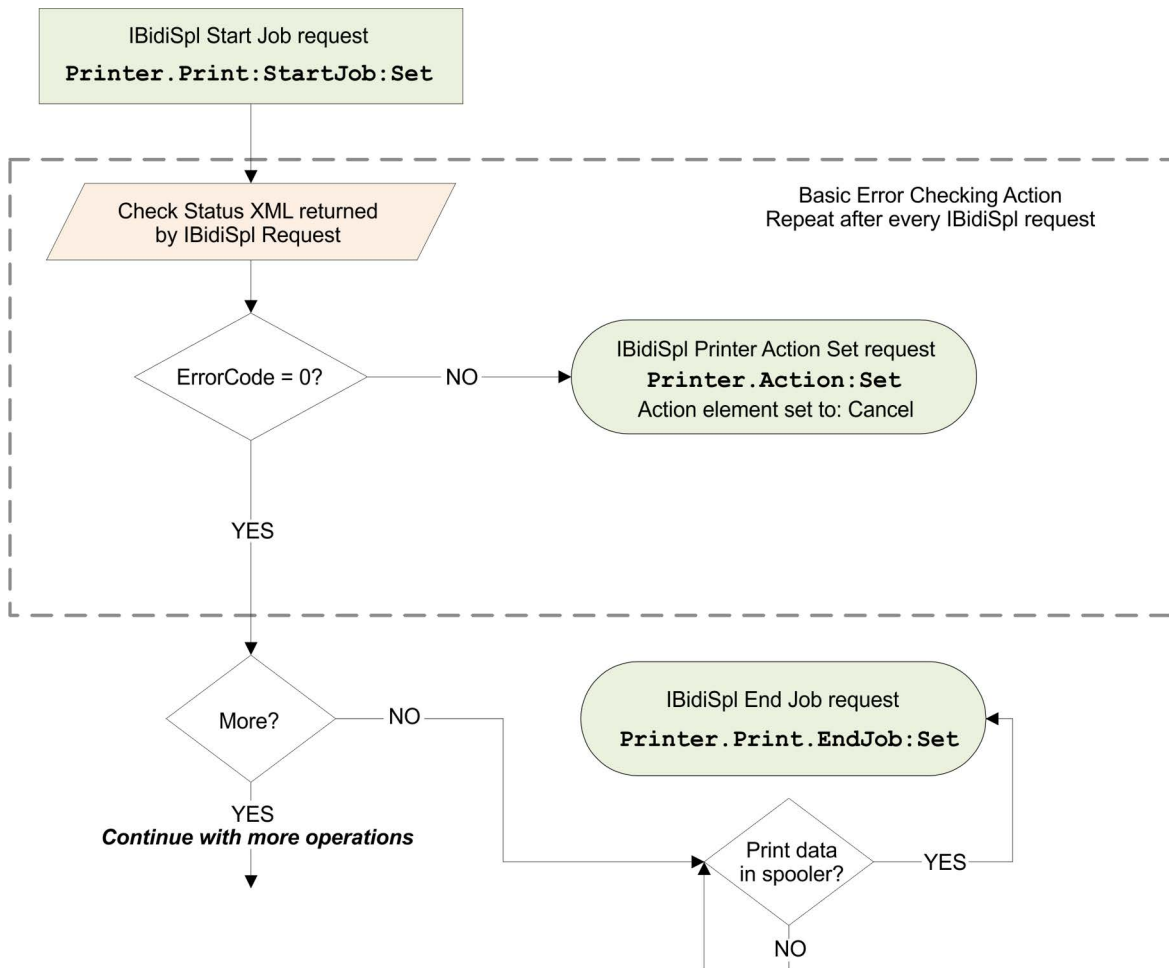 IBidiSpl Start Job request
Printer.Print:StartJob:Set
Check Status XML returned
by IBidiSpl Request
Basic Error Checking Action
Repeat after every IBidiSpl request
ErrorCode = 0?
NO
IBidiSpl Printer Action Set request
Printer.Action:Set
Action element set to: Cancel
YES
More?
NO
IBidiSpl End Job request
Printer.Print.EndJob:Set
YES
Continue with more operations
Print data
in spooler?
YES
NO